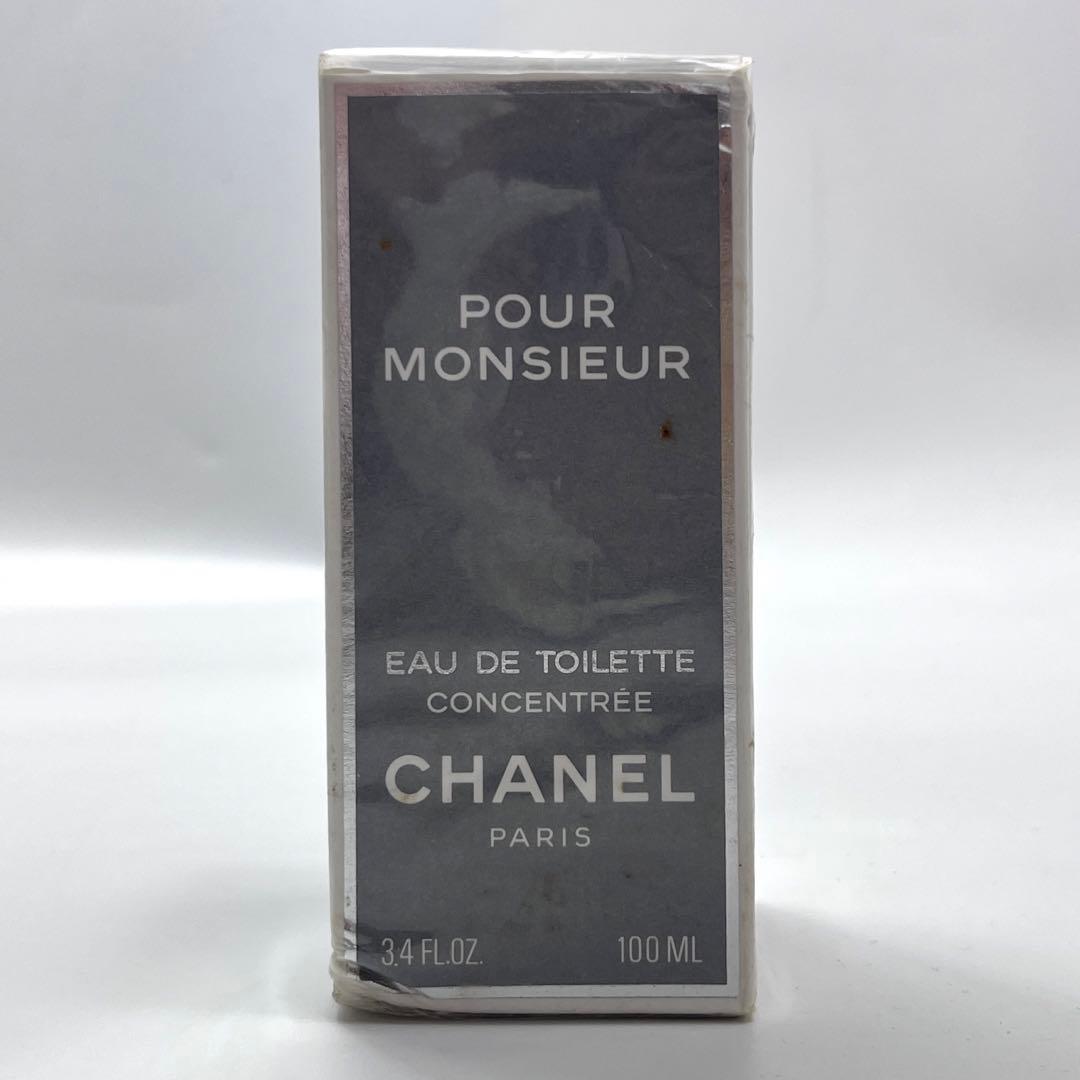 POUR
MONSIEUR
EAU DE TOILETTE
CONCENTRÉE
CHANEL
PARIS
3.4 FL.OZ. 100 ML